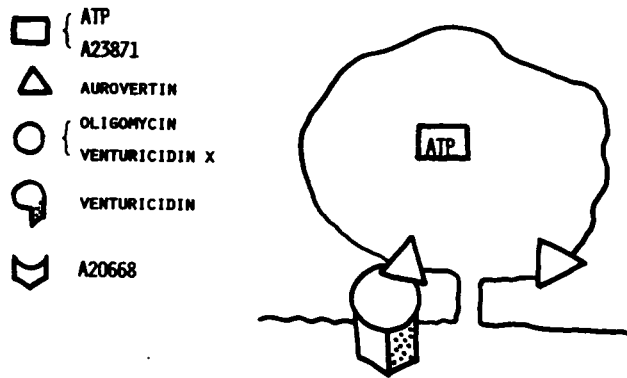 ATP
A23871
AUROVERTIN
OLIGOMYCIN
VENTURICIDIN X
VENTURICIDIN
A20668
ATP